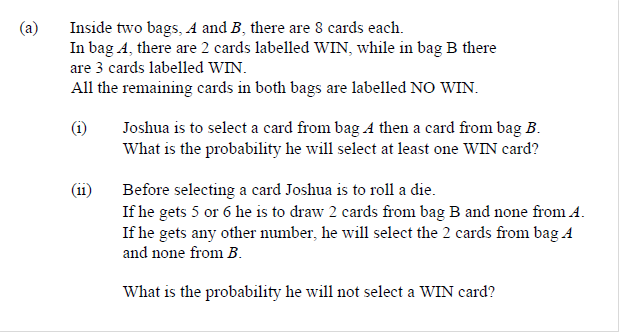 (a) Inside two bags, A and B, there are 8 cards each.
In bag A, there are 2 cards labelled WIN, while in bag B there
are 3 cards labelled WIN.
All the remaining cards in both bags are labelled NO WIN.
(i) Joshua is to select a card from bag A then a card from bag B.
What is the probability he will select at least one WIN card?
(ii) Before selecting a card Joshua is to roll a die.
If he gets 5 or 6 he is to draw 2 cards from bag B and none from A.
If he gets any other number, he will select the 2 cards from bag A
and none from B.
What is the probability he will not select a WIN card?